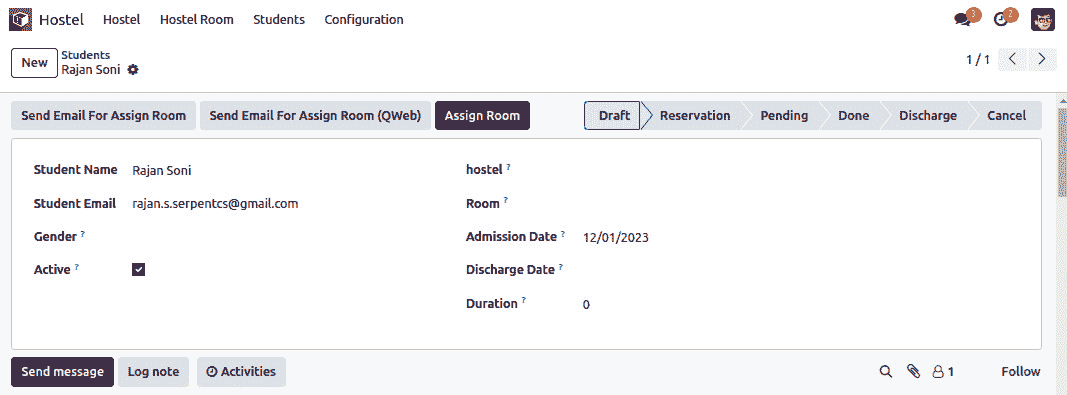 Hostel Hostel Hostel Room Students Configuration 3 2
New Students 1 / 1
Rajan Soni
Send Email For Assign Room Send Email For Assign Room (QWeb) Assign Room Draft Reservation Pending Done Discharge Cancel
Student Name Rajan Soni hostel ?
Student Email rajan.s.serpentcs@gmail.com Room ?
Gender ? Admission Date ? 12/01/2023
Active ? Discharge Date ?
Duration ? 0
Send message Log note Activities 1 Follow